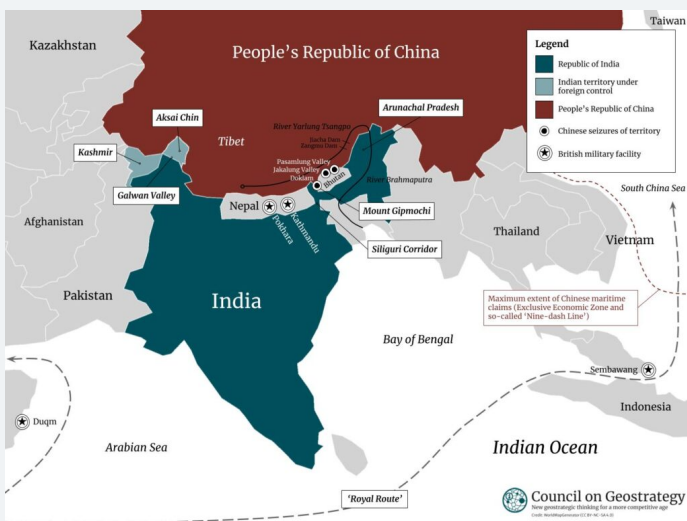 Taiwan
Kazakhstan
People's Republic of China
Legend
Republic of India
Indian territory under
foreign control
People's Republic of China
Chinese seizures of territory
British military facility
Arunachal Pradesh
Aksai Chin
River Yarlung Tsangpo
Tibet
Kashmir
Pasamlung Valley
Jakalung Valley
Doklam
Bhutan
River Brahmaputra
Galwan Valley
South China Sea
Nepal
Pokhara
Kathmandu
Mount Gipmochi
Afghanistan
Siliguri Corridor
Thailand
Vietnam
Pakistan
India
Maximum extent of Chinese maritime
claims (Exclusive Economic Zone and
so-called 'Nine-dash Line')
Bay of Bengal
Sembawang
Indonesia
Duqm
Arabian Sea
Indian Ocean
'Royal Route'
Council on Geostrategy
New geostrategic thinking for a more competitive age